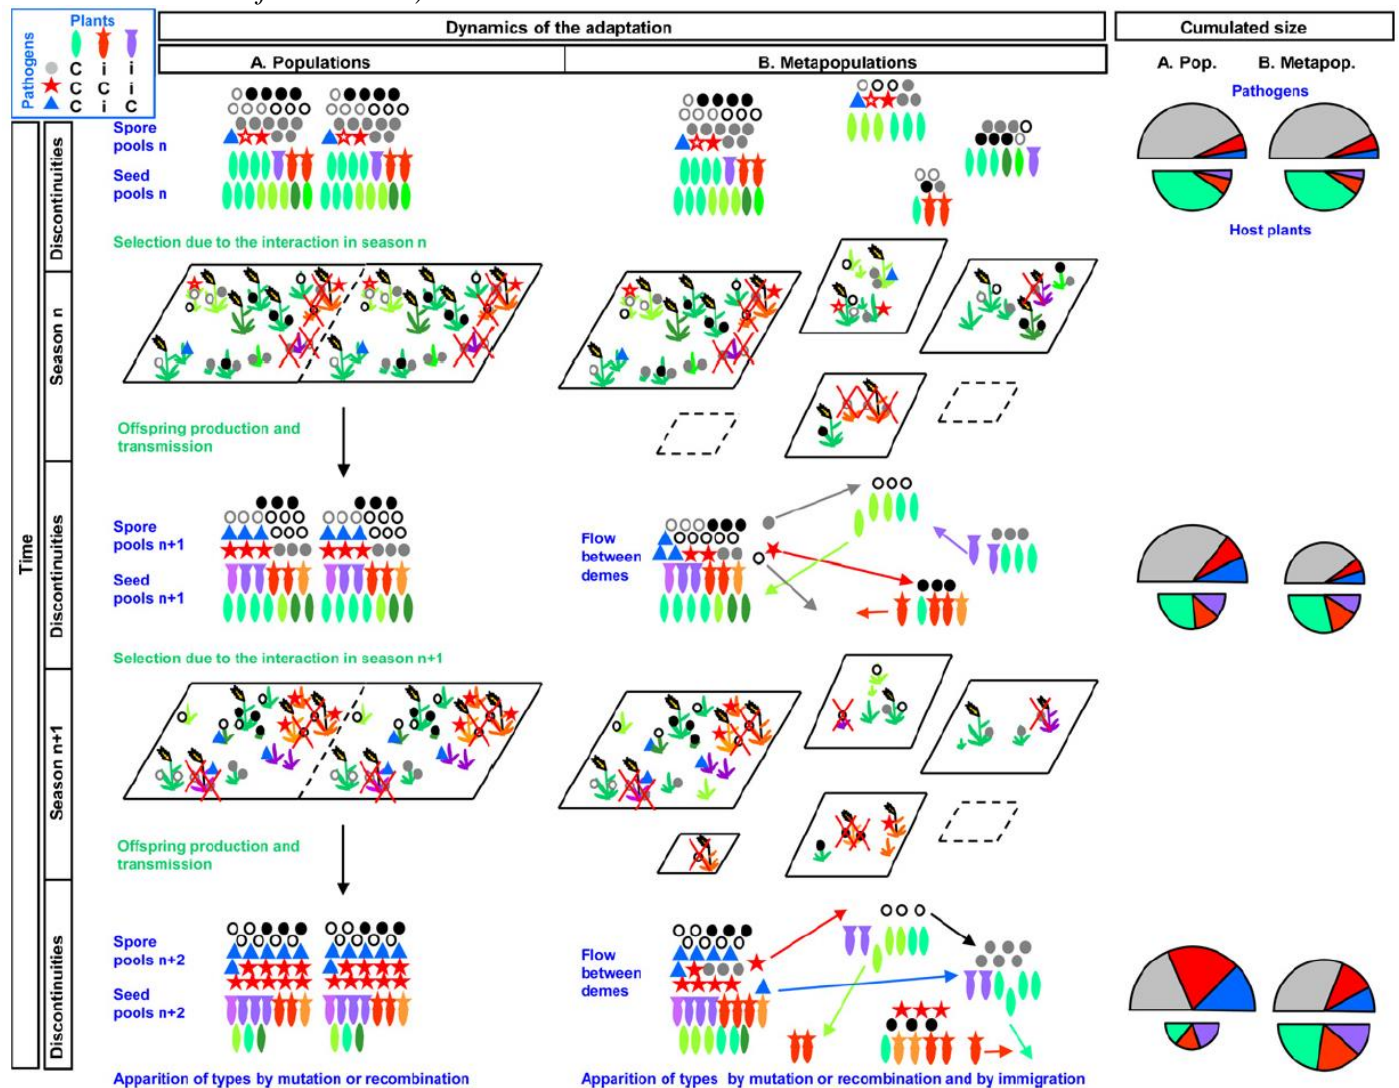 Plants
Pathogens
C i i
C C i
C i C
Dynamics of the adaptation
Cumulated size
A. Populations
B. Metapopulations
A. Pop.
B. Metapop.
Time
Discontinuities
Spore
pools n
Seed
pools n
Pathogens
Host plants
Selection due to the interaction in season n
Season n
Offspring production and
transmission
Discontinuities
Spore
pools n+1
Seed
pools n+1
Flow
between
demes
Selection due to the interaction in season n+1
Season n+1
Offspring production and
transmission
Discontinuities
Spore
pools n+2
Seed
pools n+2
Flow
between
demes
Apparition of types by mutation or recombination
Apparition of types by mutation or recombination and by immigration